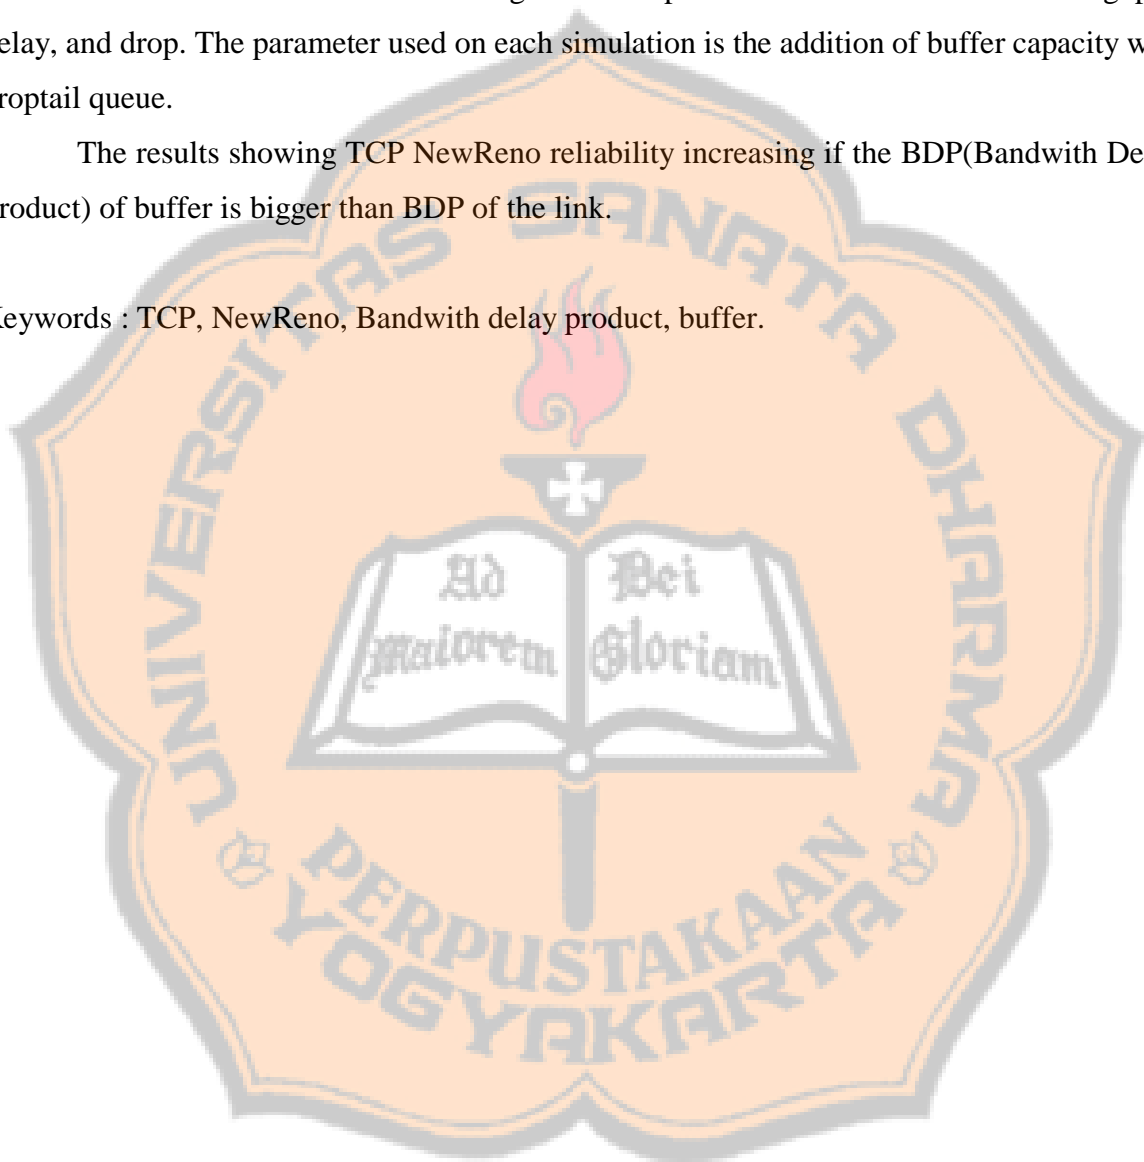 elay, and drop. The parameter used on each simulation is the addition of buffer capacity w
roptail queue.
The results showing TCP NewReno reliability increasing if the BDP(Bandwith De
roduct) of buffer is bigger than BDP of the link.
Keywords : TCP, NewReno, Bandwith delay product, buffer.
UNIVERSITAS SANATA DHARMA
Ad Dei
Maiorem Gloriam
PERPUSTAKAAN
YOGYAKARTA